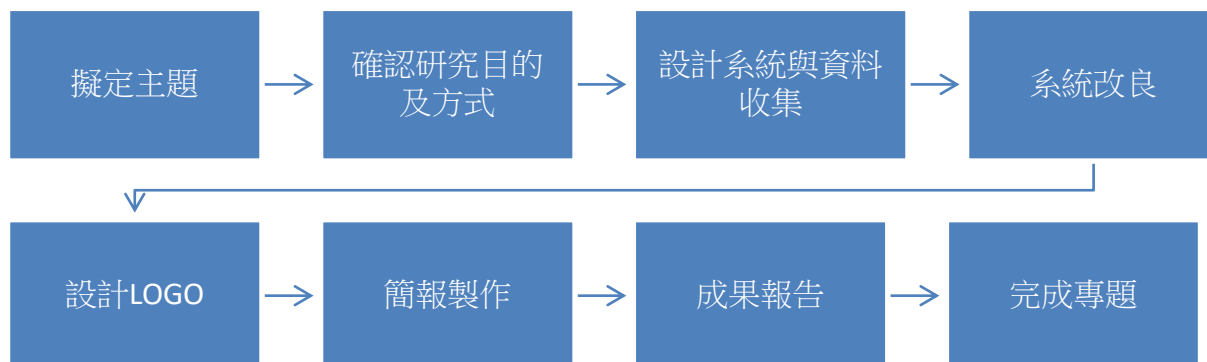 擬定主題
確認研究目的
及方式
設計系統與資料
收集
系統改良
設計LOGO
簡報製作
成果報告
完成專題